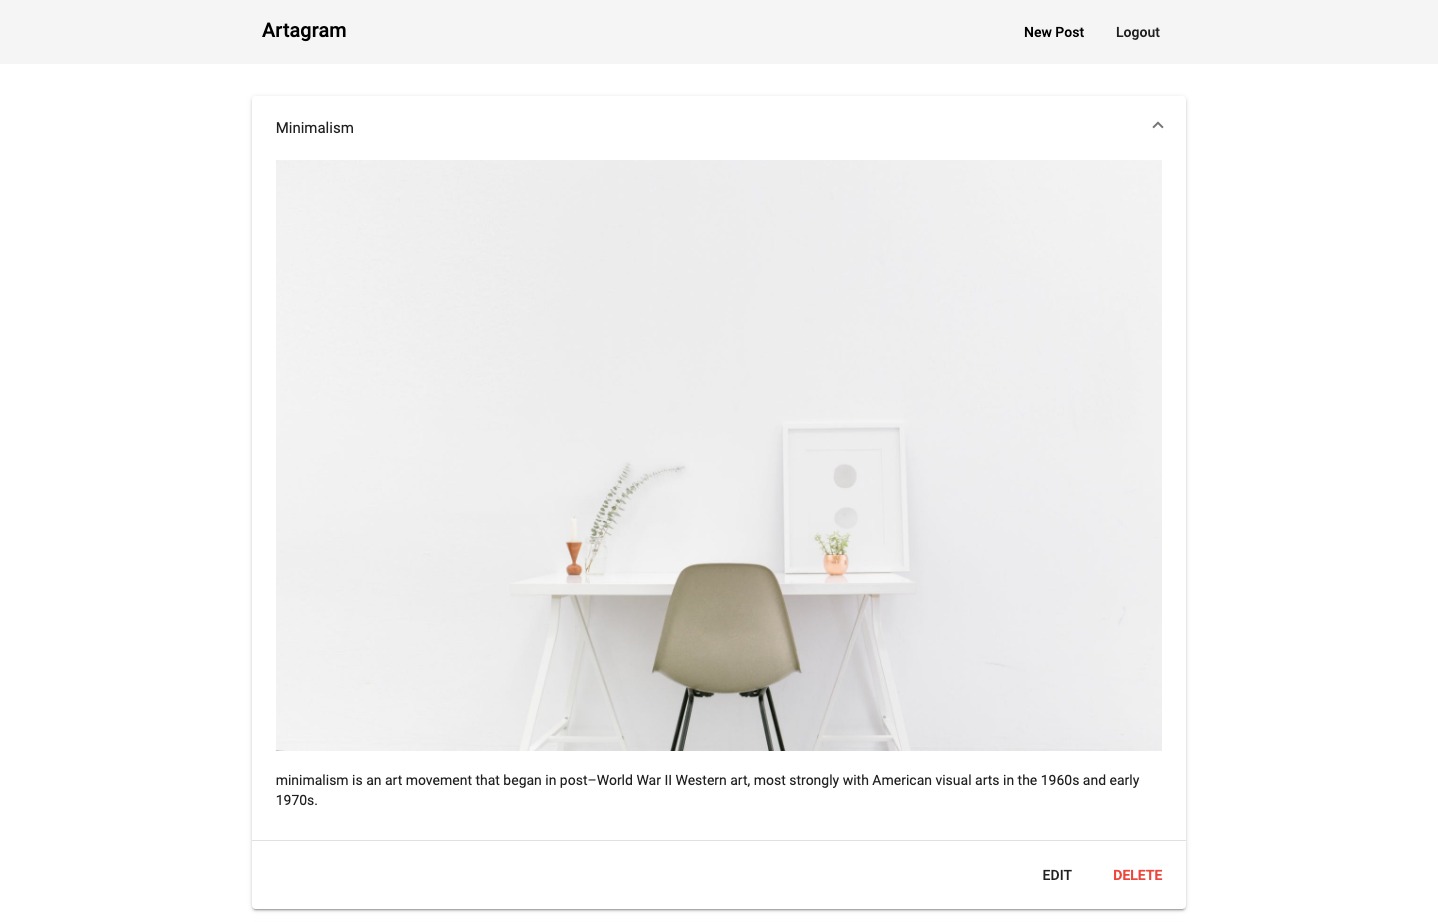 Artagram
New Post
Logout
Minimalism
minimalism is an art movement that began in post–World War II Western art, most strongly with American visual arts in the 1960s and early
1970s.
EDIT
DELETE